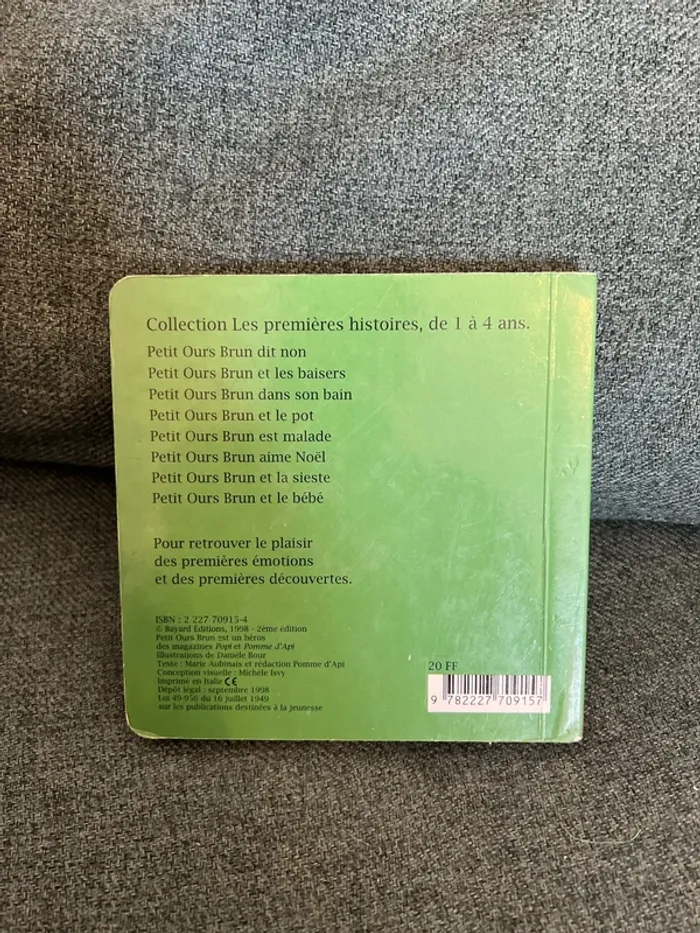 Collection Les premières histoires, de 1 à 4 ans.
Petit Ours Brun dit non
Petit Ours Brun et les baisers
Petit Ours Brun dans son bain
Petit Ours Brun et le pot
Petit Ours Brun est malade
Petit Ours Brun aime Noël
Petit Ours Brun et la sieste
Petit Ours Brun et le bébé
Pour retrouver le plaisir
des premières émotions
et des premières découvertes.
ISBN : 2 227 70915-4
© Bayard Éditions, 1998 - 2ème édition
Petit Ours Brun est un héros
des magazines Popi et Pomme d'Api
Illustrations de Danièle Bour
Texte : Marie Aubinais et rédaction Pomme d'Api
Conception visuelle : Michèle Isvy
Imprimé en Italie CE
Dépôt légal : septembre 1998
Loi 49-956 du 16 juillet 1949
sur les publications destinées à la jeunesse
20 FF
9 782227 709157